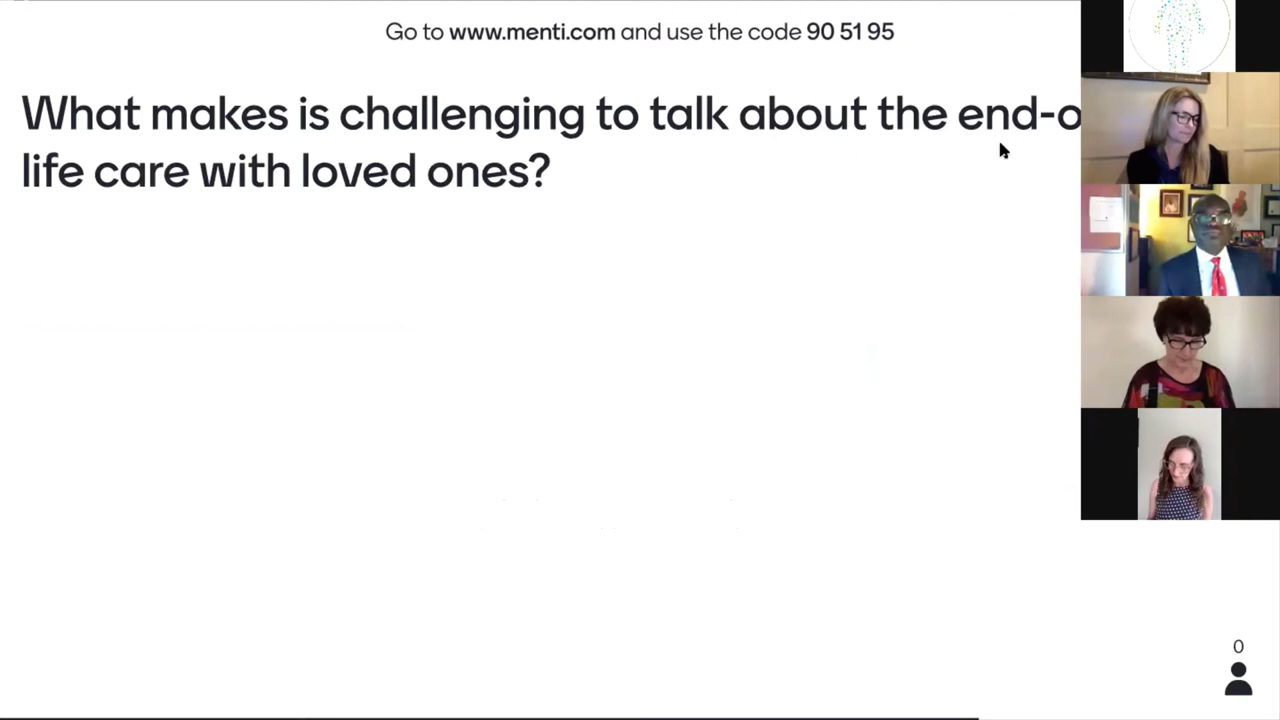 Go to www.menti.com and use the code 90 51 95
What makes is challenging to talk about the end-o
life care with loved ones?
0